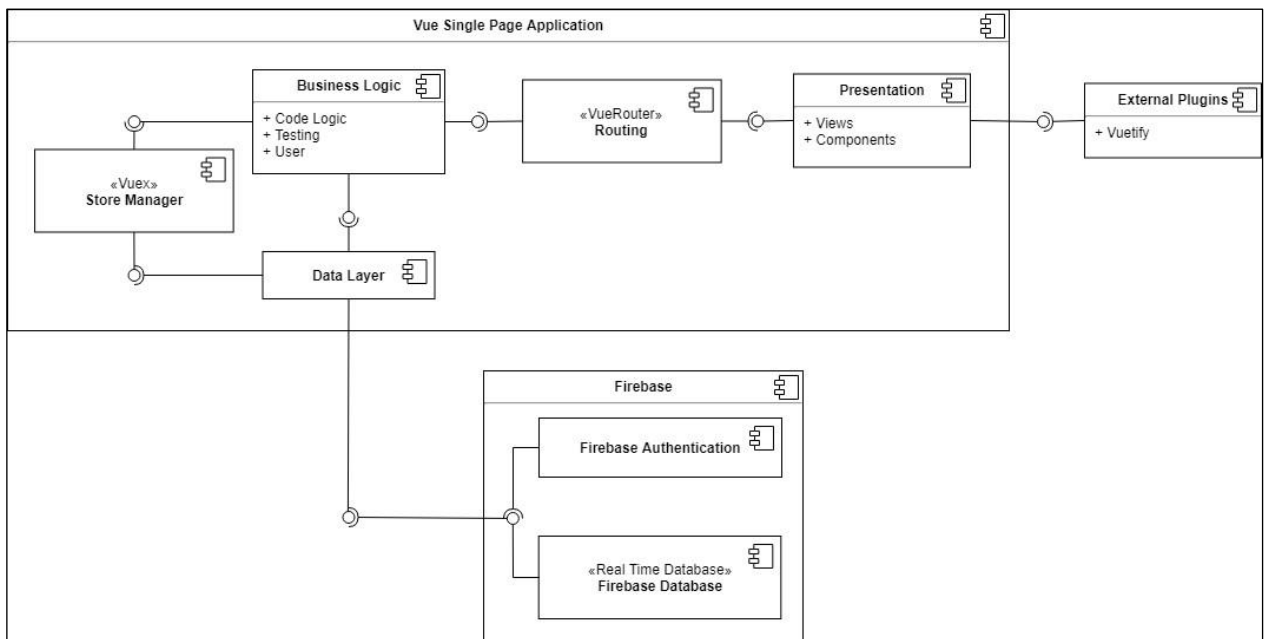 Vue Single Page Application
Business Logic
+ Code Logic
+ Testing
+ User
«VueRouter»
Routing
Presentation
+ Views
+ Components
External Plugins
+ Vuetify
«Vuex»
Store Manager
Data Layer
Firebase
Firebase Authentication
«Real Time Database»
Firebase Database